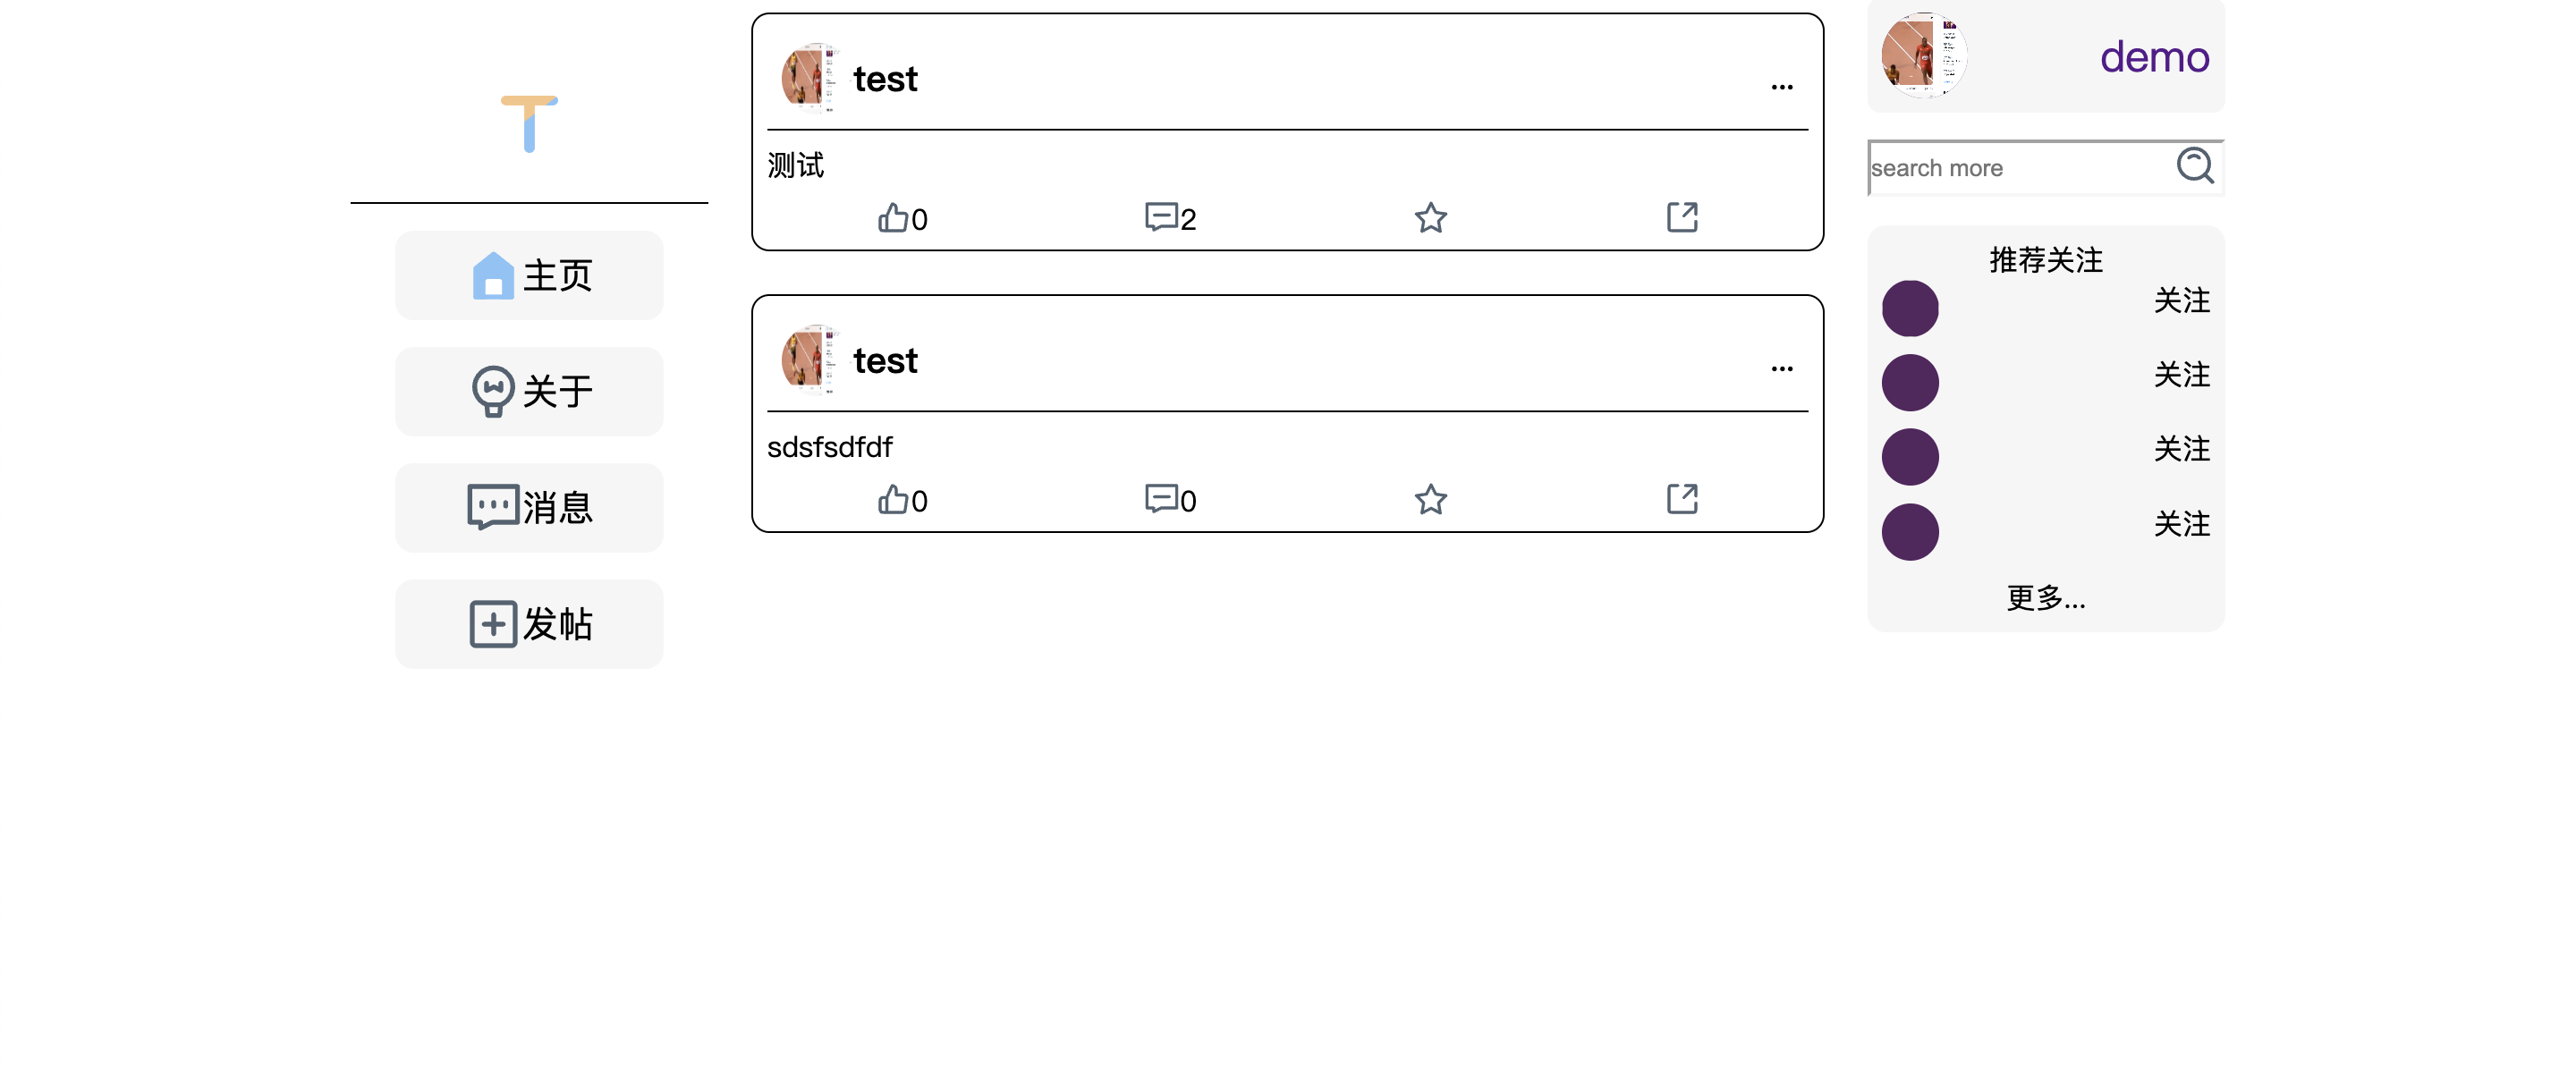 T
主页
关于
消息
发帖
test
...
测试
0
2
test
...
sdsfsdfdf
0
0
demo
search more
推荐关注
关注
关注
关注
关注
更多...